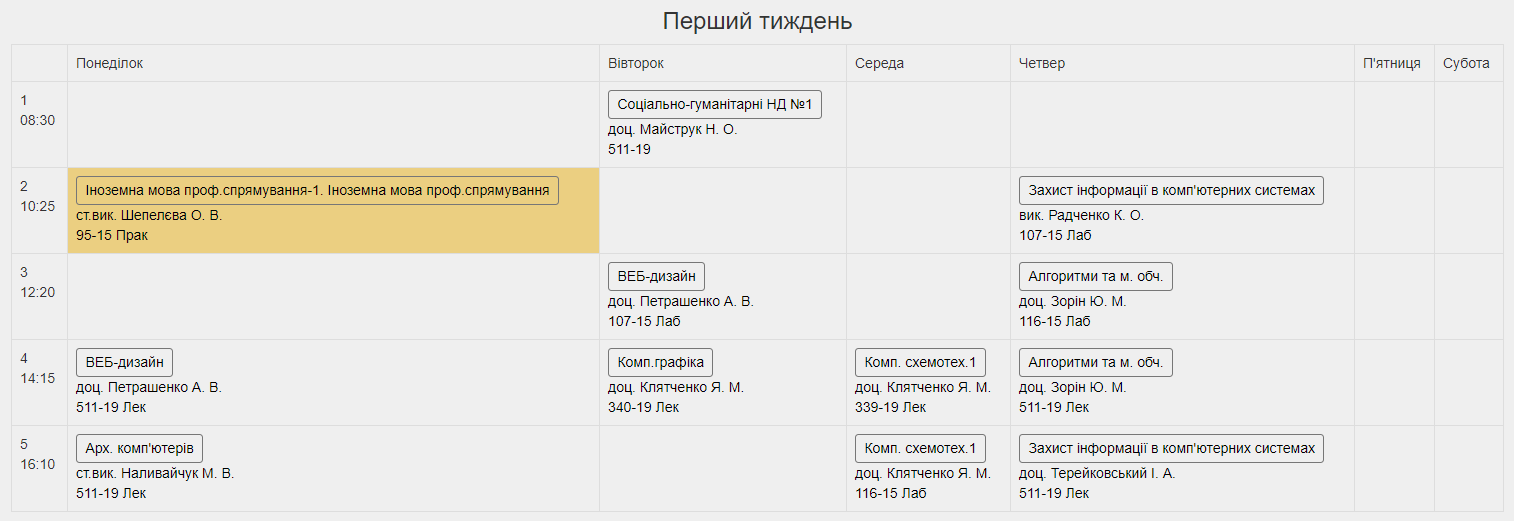 Перший тиждень
Понеділок Вівторок Середа Четвер П'ятниця Субота
1
08:30
Соціально-гуманітарні НД №1
доц. Майструк Н. О.
511-19
2
10:25
Іноземна мова проф.спрямування-1. Іноземна мова проф.спрямування
ст.вик. Шепелєва О. В.
95-15 Прак
Захист інформації в комп'ютерних системах
вик. Радченко К. О.
107-15 Лаб
3
12:20
ВЕБ-дизайн
доц. Петрашенко А. В.
107-15 Лаб
Алгоритми та м. обч.
доц. Зорін Ю. М.
116-15 Лаб
4
14:15
ВЕБ-дизайн
доц. Петрашенко А. В.
511-19 Лек
Комп.графіка
доц. Клятченко Я. М.
340-19 Лек
Комп. схемотех.1
доц. Клятченко Я. М.
339-19 Лек
Алгоритми та м. обч.
доц. Зорін Ю. М.
511-19 Лек
5
16:10
Арх. комп'ютерів
ст.вик. Наливайчук М. В.
511-19 Лек
Комп. схемотех.1
доц. Клятченко Я. М.
116-15 Лаб
Захист інформації в комп'ютерних системах
доц. Терейковський І. А.
511-19 Лек